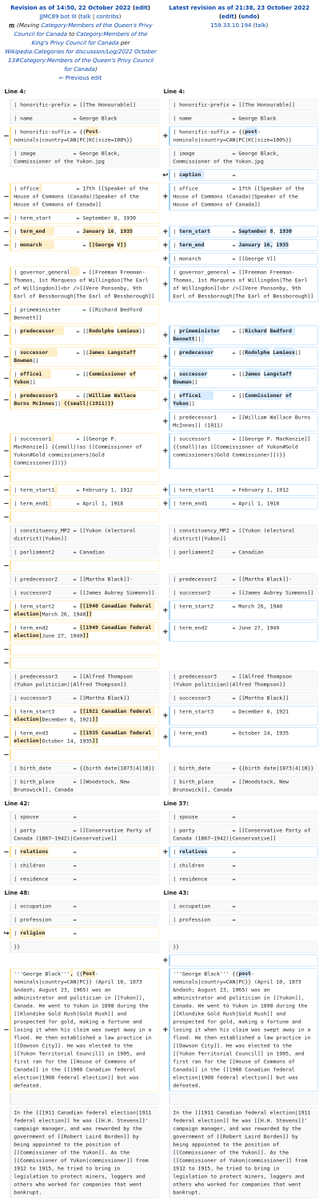 Revision as of 14:50, 22 October 2022 (edit)
JJMC89 bot III (talk | contribs)
m (Moving Category:Members of the Queen's Privy
Council for Canada to Category:Members of the
King's Privy Council for Canada per
Wikipedia:Categories for discussion/Log/2022 October
13#Category:Members of the Queen's Privy Council
for Canada)
← Previous edit
Latest revision as of 21:38, 23 October 2022
(edit) (undo)
159.33.10.194 (talk)
Line 4:
Line 4:
| honorific-prefix = [[The Honourable]]
| honorific-prefix = [[The Honourable]]
| name = George Black
| name = George Black
− | honorific-suffix = {{Post-
nominals|country=CAN|PC|KC|size=100%}}
+ | honorific-suffix = {{post-
nominals|country=CAN|PC|KC|size=100%}}
| image = George Black,
Commissioner of the Yukon.jpg
| image = George Black,
Commissioner of the Yukon.jpg
| caption =
− | office = 17th [[Speaker of the
House of Commons (Canada)|Speaker of the
House of Commons]]
+ | office = 17th [[Speaker of the
House of Commons (Canada)|Speaker of the
House of Commons]]
− | term_start = September 8, 1930
− | term_end = January 16, 1935
+ | term_start = September 8, 1930
− | monarch = [[George V]]
+ | term_end = January 16, 1935
+ | monarch = [[George V]]
− | governor_general = [[Freeman Freeman-
Thomas, 1st Marquess of Willingdon|The Earl
of Willingdon]]<br />[[Vere Ponsonby, 9th
Earl of Bessborough|The Earl of Bessborough]]
+ | governor_general = [[Freeman Freeman-
Thomas, 1st Marquess of Willingdon|The Earl
of Willingdon]]<br />[[Vere Ponsonby, 9th
Earl of Bessborough|The Earl of Bessborough]]
− | primeminister = [[Richard Bedford
Bennett]]
− | predecessor = [[Rodolphe Lemieux]]
+ | primeminister = [[Richard Bedford
Bennett]]
− | successor = [[James Langstaff
Bowman]]
+ | predecessor = [[Rodolphe Lemieux]]
− | office1 = [[Commissioner of
Yukon]]
+ | successor = [[James Langstaff
Bowman]]
− | predecessor1 = [[William Wallace
Burns McInnes]] {{small|(1911)}}
+ | office1 = [[Commissioner of
Yukon]]
+ | predecessor1 = [[William Wallace Burns
McInnes]] (1911)
− | successor1 = [[George P.
MacKenzie]] {{small|(as [[Commissioner of
Yukon#Gold commissioners|Gold
Commissioner]])}}
+ | successor1 = [[George P. MacKenzie]]
{{small|(as [[Commissioner of Yukon#Gold
commissioners|Gold Commissioner]])}}
− | term_start1 = February 1, 1912
+ | term_start1 = February 1, 1912
− | term_end1 = April 1, 1918
+ | term_end1 = April 1, 1918
| constituency_MP2 = [[Yukon (electoral
district)|Yukon]]
| constituency_MP2 = [[Yukon (electoral
district)|Yukon]]
| parliament2 = Canadian
| parliament2 = Canadian
| predecessor2 = [[Martha Black]]
| predecessor2 = [[Martha Black]]
| successor2 = [[James Aubrey Simmons]]
| successor2 = [[James Aubrey Simmons]]
− | term_start2 = [[1940 Canadian federal
election|March 26, 1940]]
+ | term_start2 = March 26, 1940
− | term_end2 = [[1949 Canadian federal
election|June 27, 1949]]
+ | term_end2 = June 27, 1949
| predecessor3 = [[Alfred Thompson
(Yukon politician)|Alfred Thompson]]
| predecessor3 = [[Alfred Thompson
(Yukon politician)|Alfred Thompson]]
| successor3 = [[Martha Black]]
| successor3 = [[Martha Black]]
− | term_start3 = [[1921 Canadian federal
election|December 6, 1921]]
+ | term_start3 = December 6, 1921
− | term_end3 = [[1935 Canadian federal
election|October 14, 1935]]
+ | term_end3 = October 14, 1935
| birth_date = {{birth date|1873|4|10}}
| birth_date = {{birth date|1873|4|10}}
| birth_place = [[Woodstock, New
Brunswick]], Canada
| birth_place = [[Woodstock, New
Brunswick]], Canada
Line 42:
Line 37:
| spouse =
| spouse =
| party = [[Conservative Party of
Canada (1867–1942)|Conservative]]
| party = [[Conservative Party of
Canada (1867–1942)|Conservative]]
− | relations =
+ | relatives =
| children =
| children =
| residence =
| residence =
Line 48:
Line 43:
| occupation =
| occupation =
| profession =
| profession =
| religion =
}}
}}
+
− '''George Black''', {{Post-
nominals|country=CAN|PC}} (April 10, 1873
&ndash; August 23, 1965) was an
administrator and politician in [[Yukon]],
Canada. He went to Yukon in 1898 during the
[[Klondike Gold Rush|Gold Rush]] and
prospected for gold, making a fortune and
losing it when his claim was swept away in a
flood. He then established a law practice in
[[Dawson City]]. He was elected to the
[[Yukon Territorial Council]] in 1905, and
first ran for the [[House of Commons of
Canada]] in the [[1908 Canadian federal
election|1908 federal election]] but was
defeated.
+ '''George Black''' {{post-
nominals|country=CAN|PC}} (April 10, 1873
&ndash; August 23, 1965) was an
administrator and politician in [[Yukon]],
Canada. He went to Yukon in 1898 during the
[[Klondike Gold Rush|Gold Rush]] and
prospected for gold, making a fortune and
losing it when his claim was swept away in a
flood. He then established a law practice in
[[Dawson City]]. He was elected to the
[[Yukon Territorial Council]] in 1905, and
first ran for the [[House of Commons of
Canada]] in the [[1908 Canadian federal
election|1908 federal election]] but was
defeated.
In the [[1911 Canadian federal election|1911
federal election]] he was [[H.H. Stevens]]'
campaign manager, and was rewarded by the
government of [[Robert Laird Borden]] by
being appointed to the position of
[[Commissioner of the Yukon]]. As the
[[Commissioner of Yukon|commissioner]] from
1912 to 1915, he tried to bring in
legislation to protect miners, loggers and
others who worked for companies that went
bankrupt.
In the [[1911 Canadian federal election|1911
federal election]] he was [[H.H. Stevens]]'
campaign manager, and was rewarded by the
government of [[Robert Laird Borden]] by
being appointed to the position of
[[Commissioner of the Yukon]]. As the
[[Commissioner of Yukon|commissioner]] from
1912 to 1915, he tried to bring in
legislation to protect miners, loggers and
others who worked for companies that went
bankrupt.